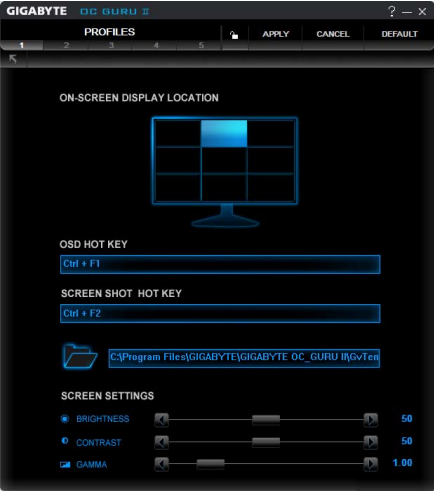 GIGABYTE OC GURU II ? — ×
PROFILES APPLY CANCEL DEFAULT
1 2 3 4 5
ON-SCREEN DISPLAY LOCATION
OSD HOT KEY
Ctrl + F1
SCREEN SHOT HOT KEY
Ctrl + F2
C:\Program Files\GIGABYTE\GIGABYTE OC_GURU II\GvTen
SCREEN SETTINGS
BRIGHTNESS 50
CONTRAST 50
GAMMA 1.00